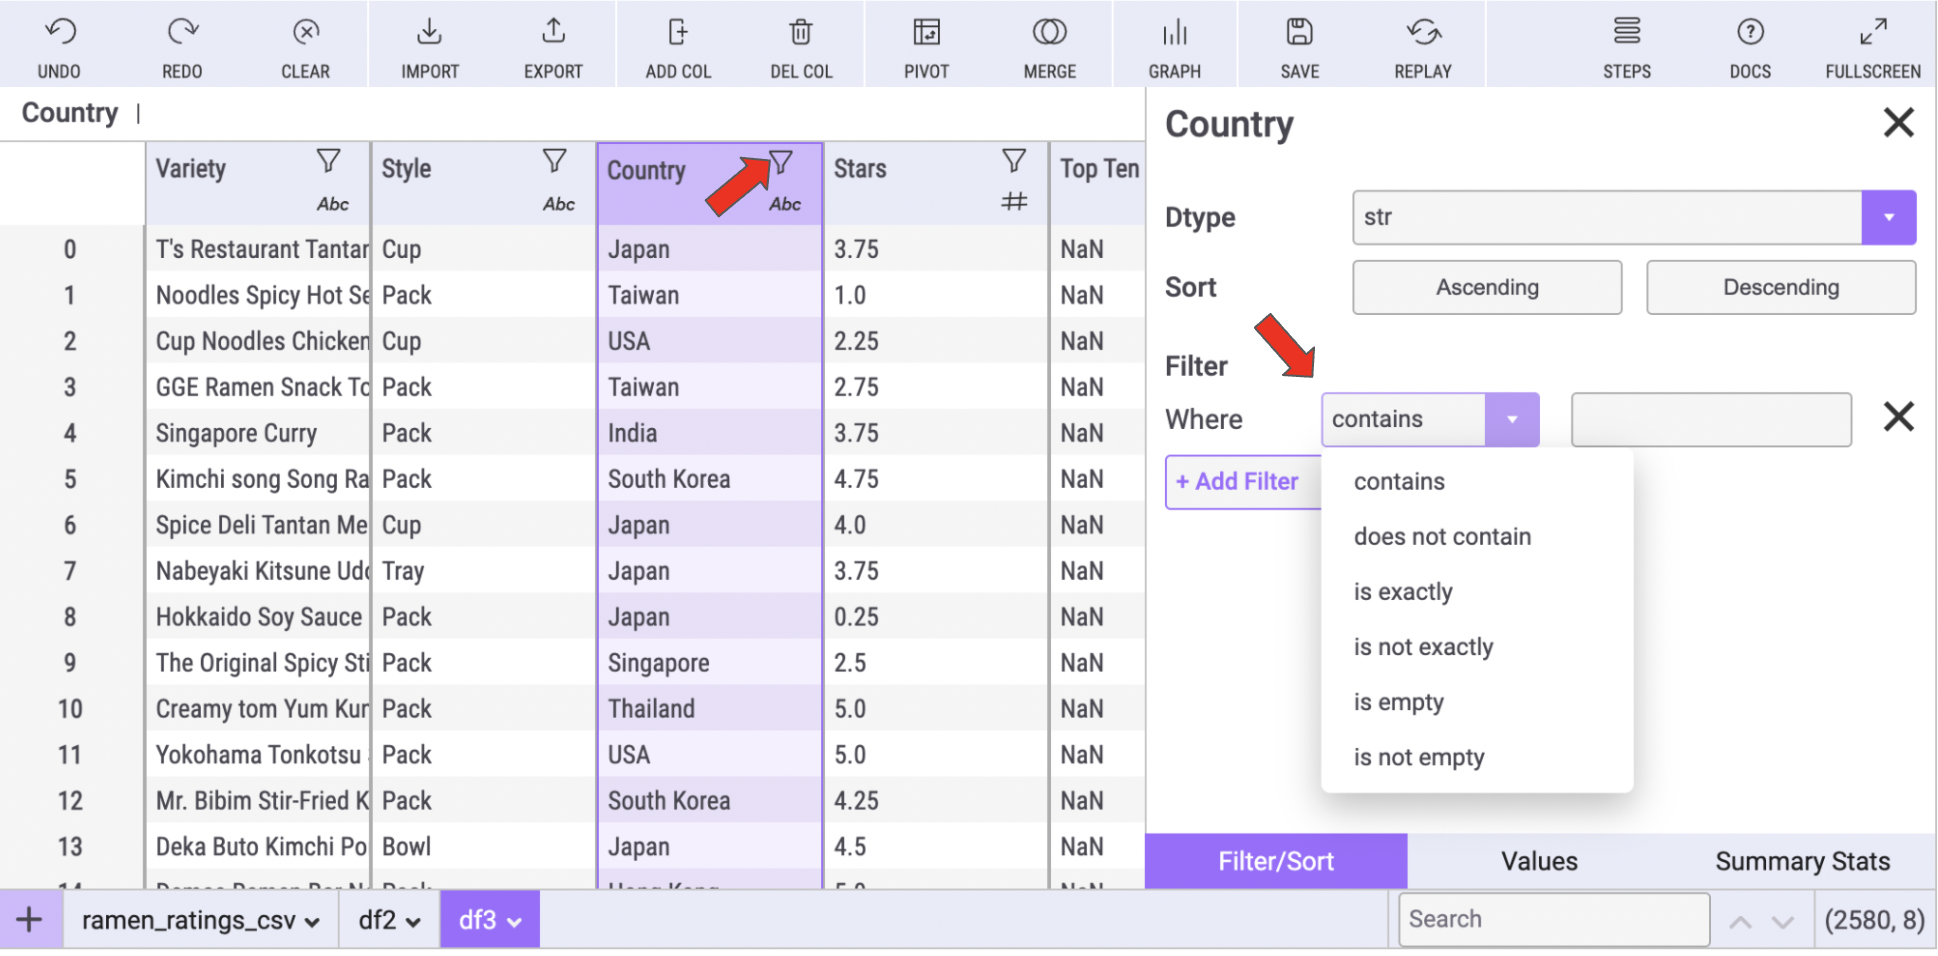 UNDO REDO CLEAR IMPORT EXPORT ADD COL DEL COL PIVOT MERGE GRAPH SAVE REPLAY STEPS DOCS FULLSCREEN
Country |
Variety Style Country Stars Top Ten
Abc Abc Abc #
0 T's Restaurant Tantan Cup Japan 3.75 NaN
1 Noodles Spicy Hot Se Pack Taiwan 1.0 NaN
2 Cup Noodles Chicken Cup USA 2.25 NaN
3 GGE Ramen Snack To Pack Taiwan 2.75 NaN
4 Singapore Curry Pack India 3.75 NaN
5 Kimchi song Song Ra Pack South Korea 4.75 NaN
6 Spice Deli Tantan Me Cup Japan 4.0 NaN
7 Nabeyaki Kitsune Udo Tray Japan 3.75 NaN
8 Hokkaido Soy Sauce Pack Japan 0.25 NaN
9 The Original Spicy Sti Pack Singapore 2.5 NaN
10 Creamy tom Yum Kun Pack Thailand 5.0 NaN
11 Yokohama Tonkotsu Pack USA 5.0 NaN
12 Mr. Bibim Stir-Fried K Pack South Korea 4.25 NaN
13 Deka Buto Kimchi Po Bowl Japan 4.5 NaN
Country
Dtype str
Sort Ascending Descending
Filter
Where contains
+ Add Filter
contains
does not contain
is exactly
is not exactly
is empty
is not empty
Filter/Sort Values Summary Stats
+ ramen_ratings_csv df2 df3 Search (2580, 8)